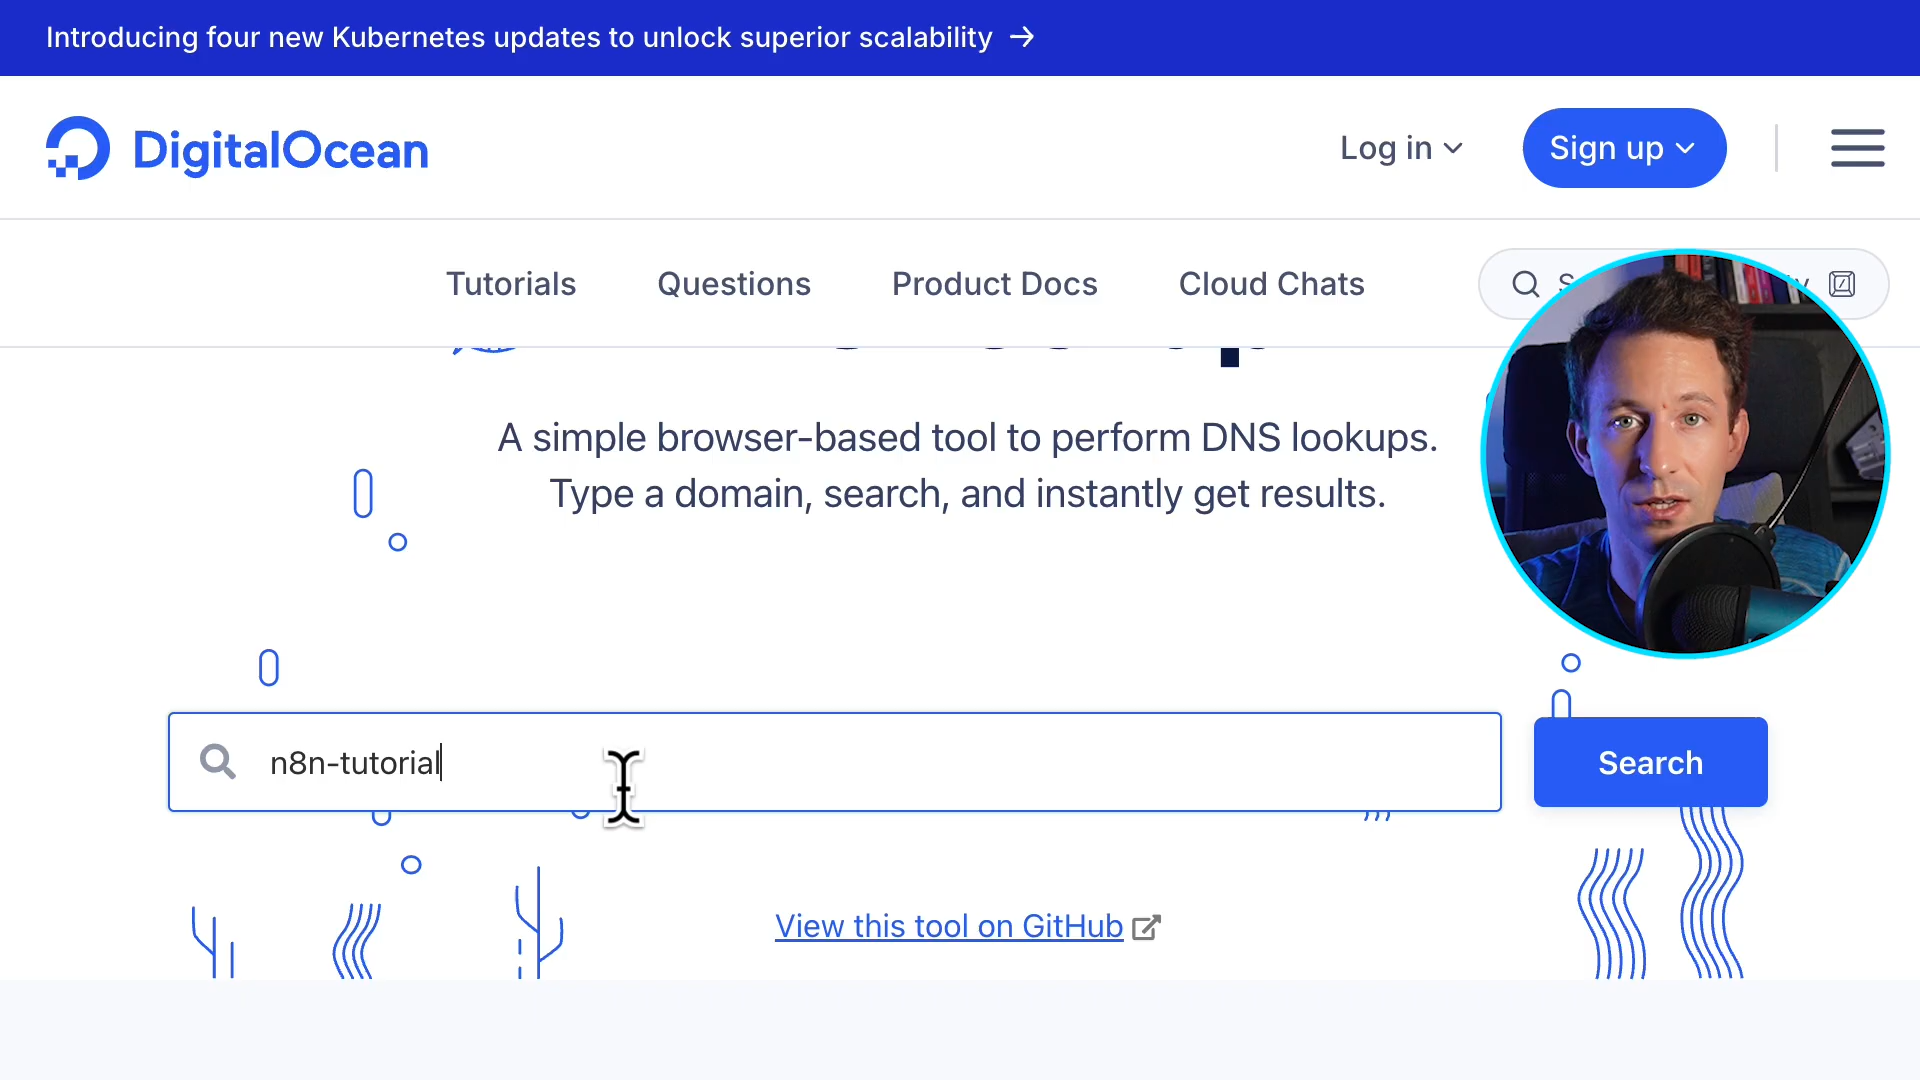 Introducing four new Kubernetes updates to unlock superior scalability →
DigitalOcean
Log in
Sign up
Tutorials
Questions
Product Docs
Cloud Chats
A simple browser-based tool to perform DNS lookups.
Type a domain, search, and instantly get results.
n8n-tutorial
Search
View this tool on GitHub